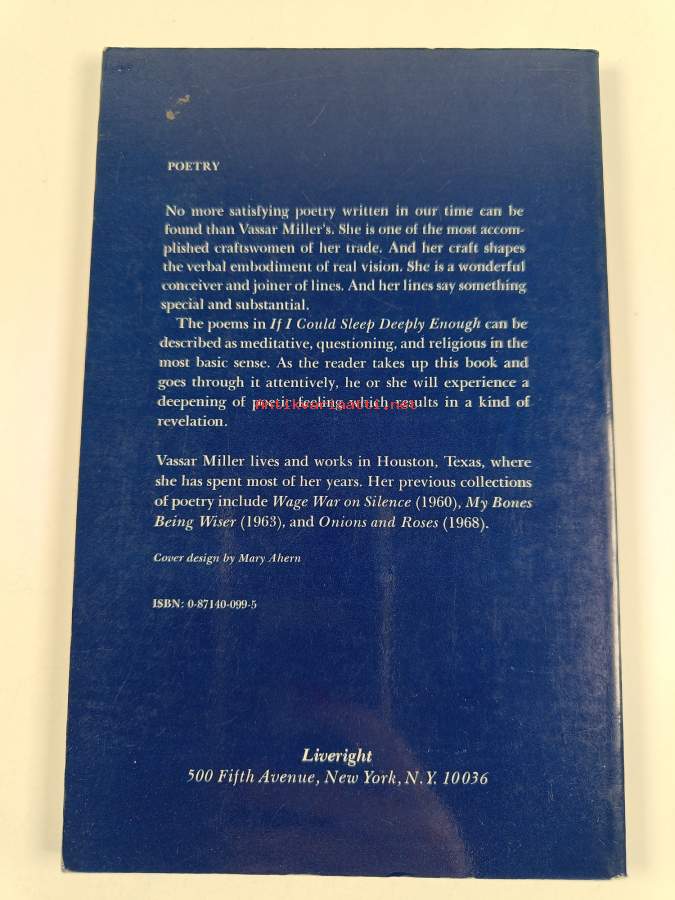 POETRY
No more satisfying poetry written in our time can be
found than Vassar Miller's. She is one of the most accom-
plished craftswomen of her trade. And her craft shapes
the verbal embodiment of real vision. She is a wonderful
conceiver and joiner of lines. And her lines say something
special and substantial.
The poems in If I Could Sleep Deeply Enough can be
described as meditative, questioning, and religious in the
most basic sense. As the reader takes up this book and
goes through it attentively, he or she will experience a
deepening of poetic feeling which results in a kind of
Antikvariaatti.net
revelation.
Vassar Miller lives and works in Houston, Texas, where
she has spent most of her years. Her previous collections
of poetry include Wage War on Silence (1960), My Bones
Being Wiser (1963), and Onions and Roses (1968).
Cover design by Mary Ahern
ISBN: 0-87140-099-5
Liveright
500 Fifth Avenue, New York, N.Y. 10036